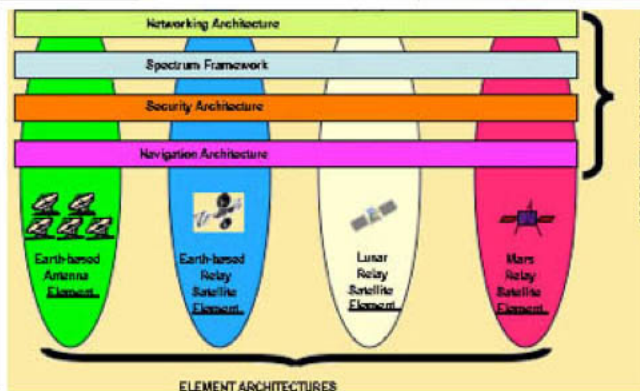 Networking Architecture
Spectrum Framework
Security Architecture
Navigation Architecture
Earth-based
Antenna
Element
Earth-based
Relay
Satellite
Element
Lunar
Relay
Satellite
Element
Mars
Relay
Satellite
Element
ELEMENT ARCHITECTURES